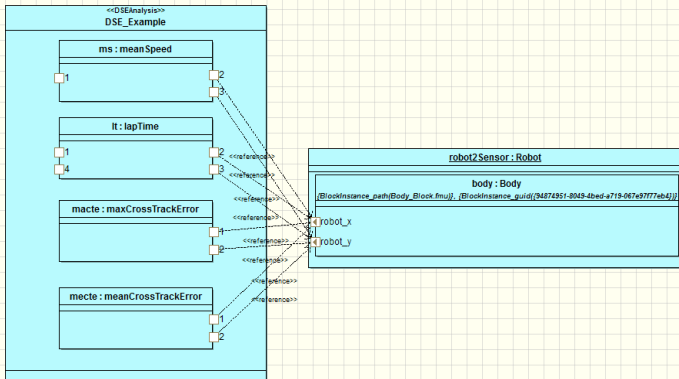 <<DSEAnalysis>>
DSE_Example
ms : meanSpeed
1
2
3
lt : lapTime
1
2
4
3
<<reference>>
<<reference>>
macte : maxCrossTrackError
<<reference>>
1
<<reference>>
2
<<reference>>
mecte : meanCrossTrackError
<<reference>>
1
2
robot2Sensor : Robot
body : Body
{BlockInstance_path(Body_Block.fmu)}, {BlockInstance_guid({94874951-8049-4bed-a719-067e97f77eb4})}
robot_x
robot_y